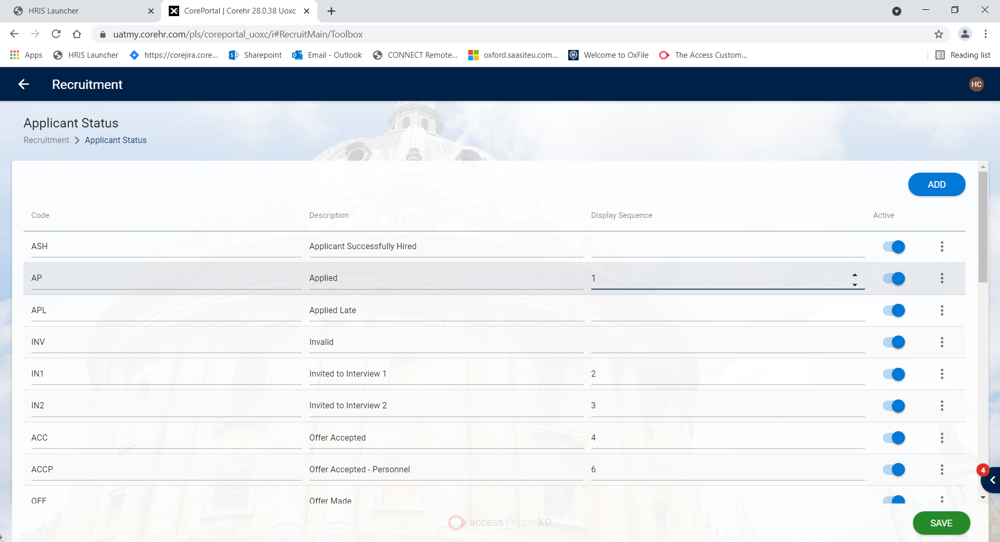 HRIS Launcher
CorePortal | Corehr 28.0.38 Uoxc
uatmy.corehr.com/pls/coreportal_uoxc/i#RecruitMain/Toolbox
Apps HRIS Launcher https://corejira.core... Sharepoint Email - Outlook CONNECT Remote... oxford.saasiteu.com... Welcome to OxFile The Access Custom... Reading list
Recruitment
HC
Applicant Status
Recruitment > Applicant Status
ADD
Code Description Display Sequence Active
ASH Applicant Successfully Hired
AP Applied 1
APL Applied Late
INV Invalid
IN1 Invited to Interview 1 2
IN2 Invited to Interview 2 3
ACC Offer Accepted 4
ACCP Offer Accepted - Personnel 6
4
OFF Offer Made
access PeopleXD
SAVE